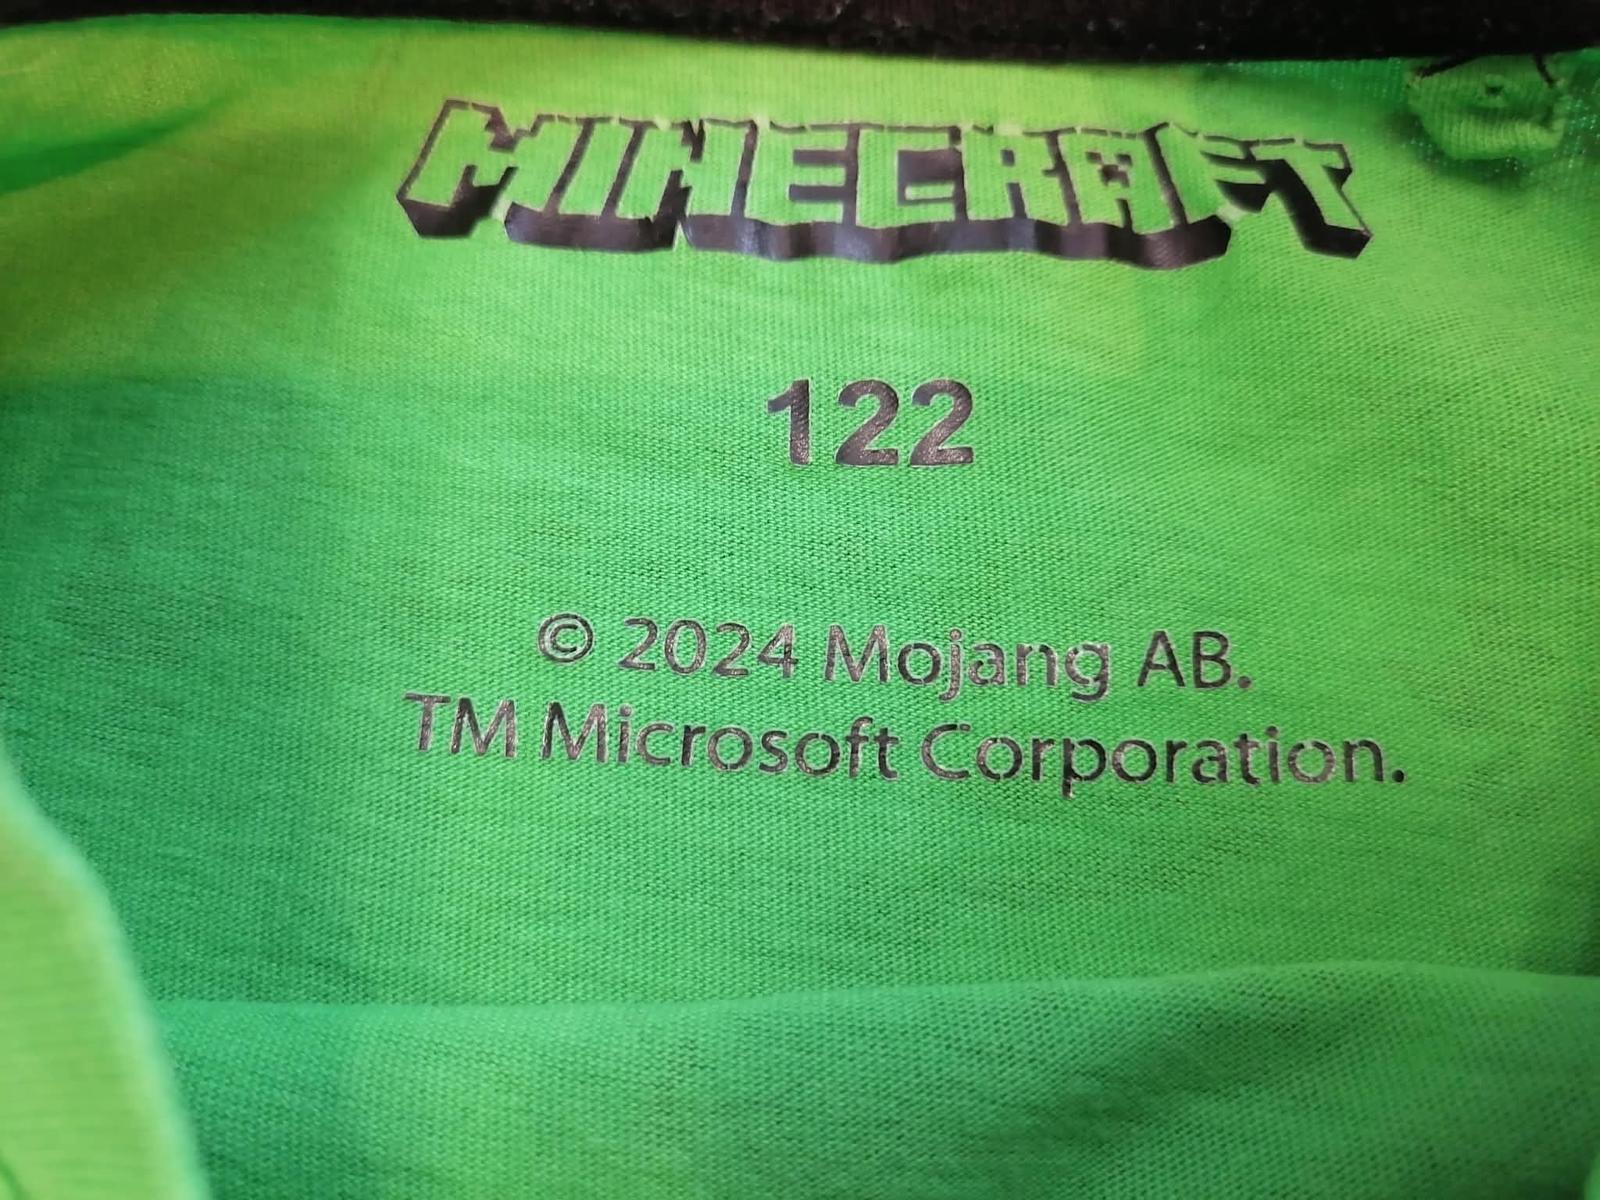 MINECRAFT
122
© 2024 Mojang AB.
TM Microsoft Corporation.